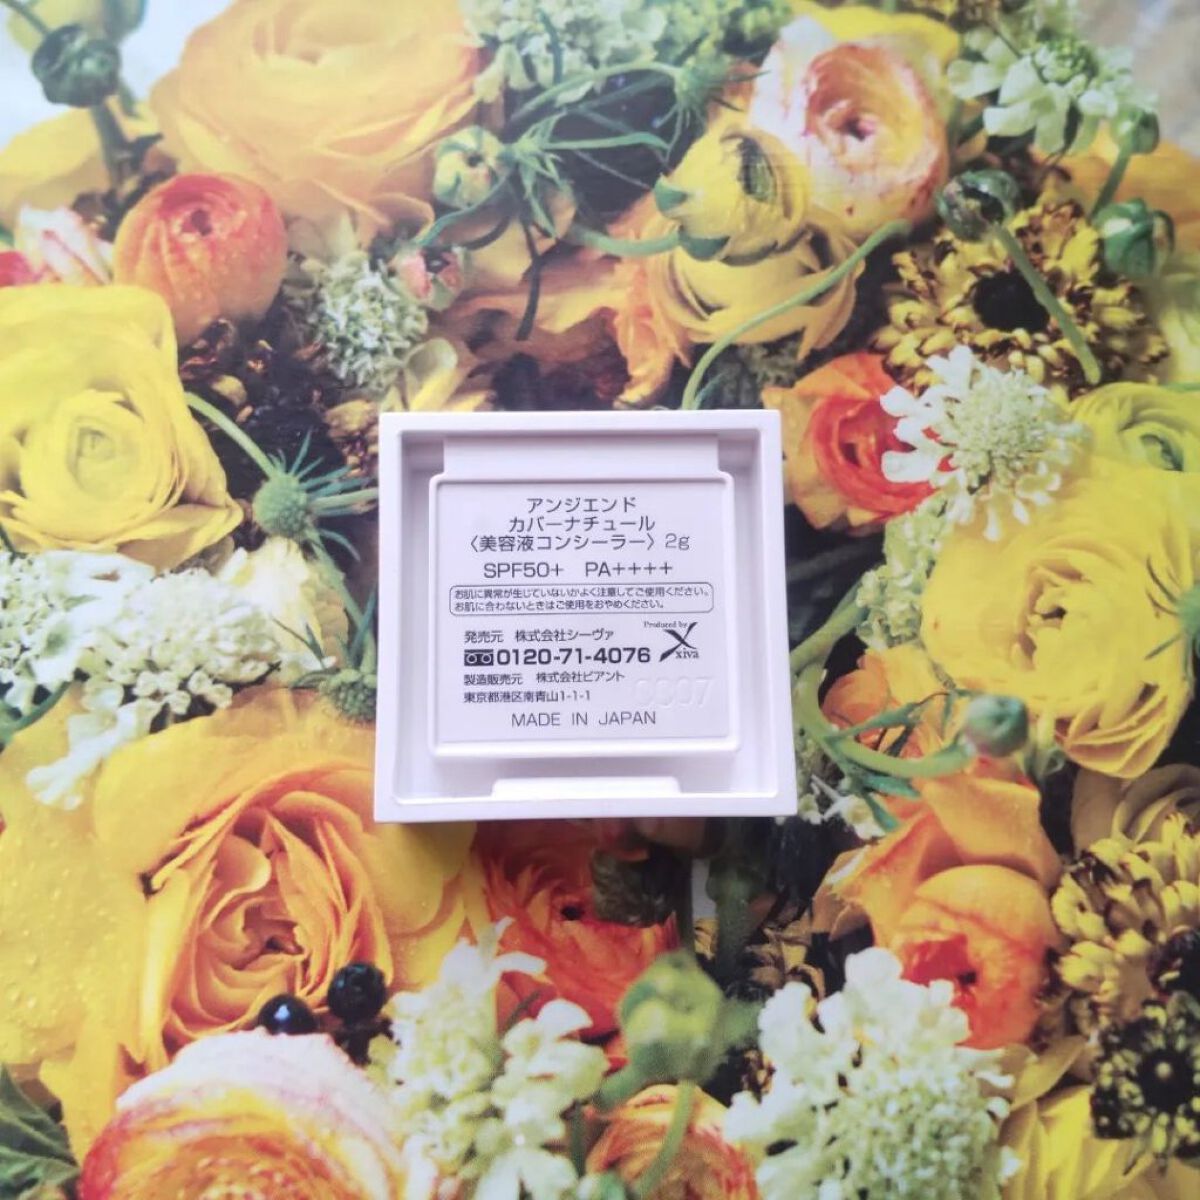 アンジエンド
カバーナチュール
〈美容液コンシーラー〉2g
SPF50+ PA++++
お肌に異常が生じていないかよく注意してご使用ください。
お肌に合わないときはご使用をおやめください。
発売元 株式会社シーヴァ
0120-71-4076
Produced by
xiva
製造販売元 株式会社ビアント
東京都港区南青山1-1-1
MADE IN JAPAN